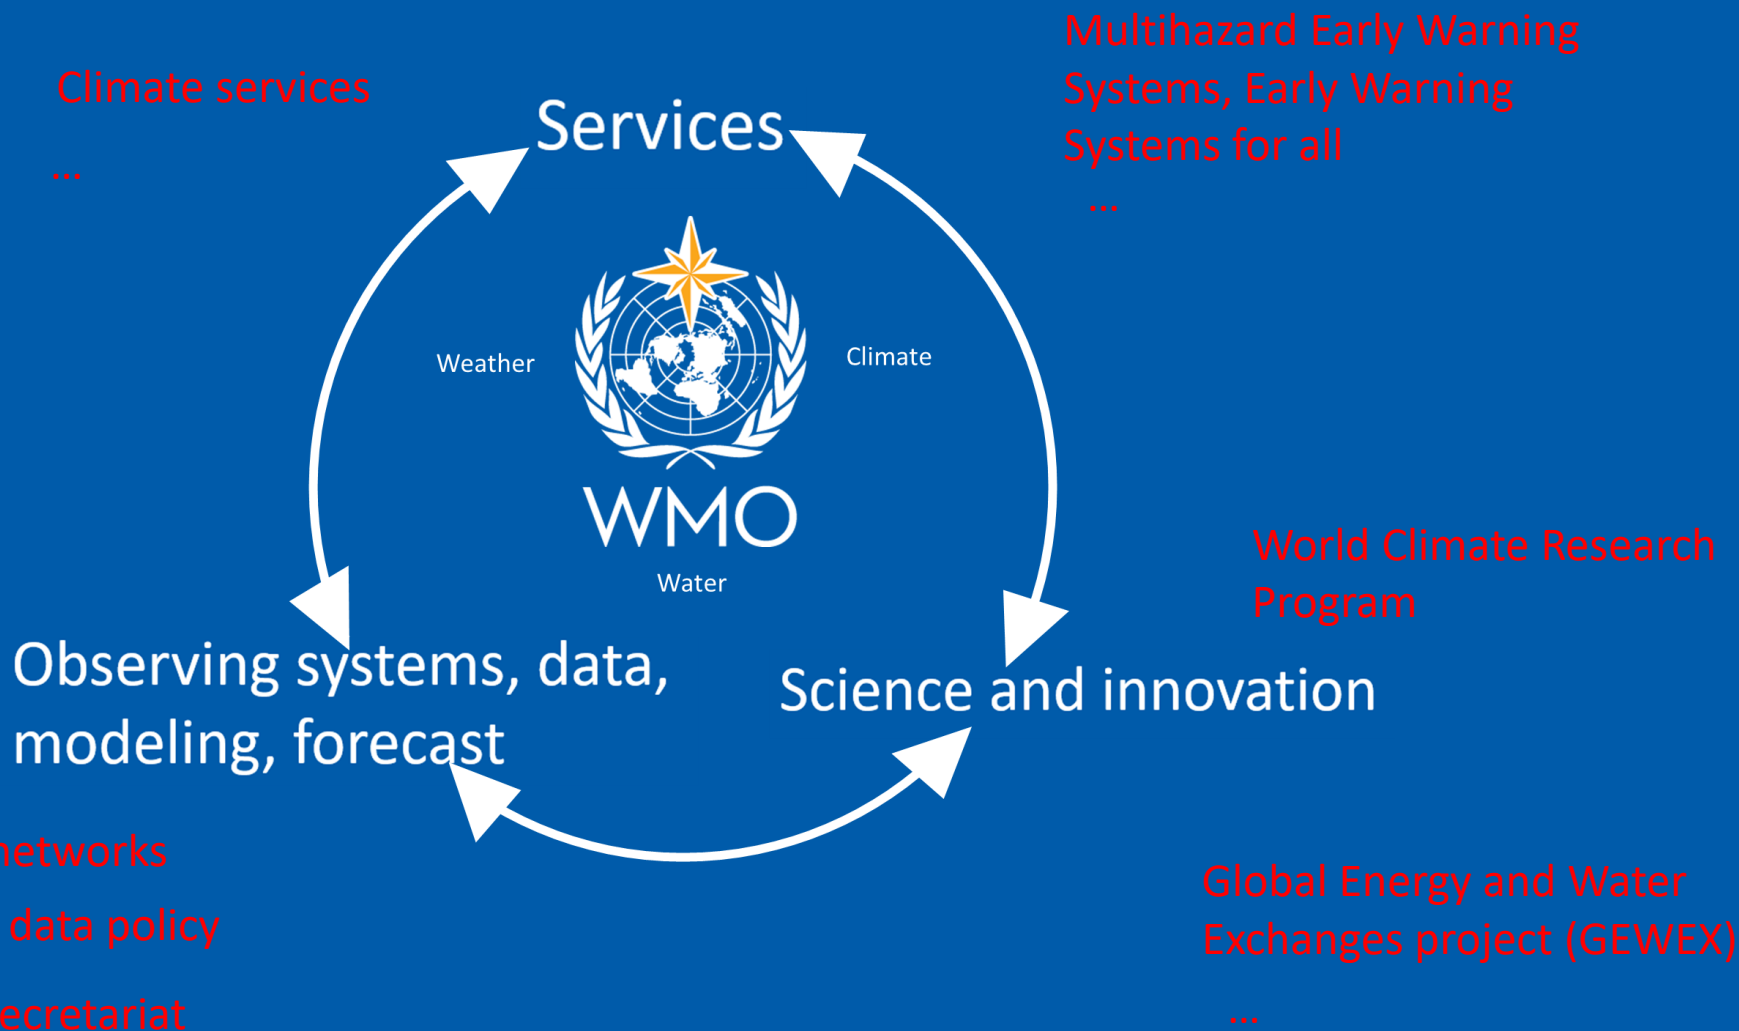 Multihazard Early Warning
Systems, Early Warning
Systems for all
...
Climate services
...
Services
Weather
Climate
WMO
Water
World Climate Research
Program
Observing systems, data,
modeling, forecast
Science and innovation
networks
data policy
ecretariat
Global Energy and Water
Exchanges project (GEWEX)
...